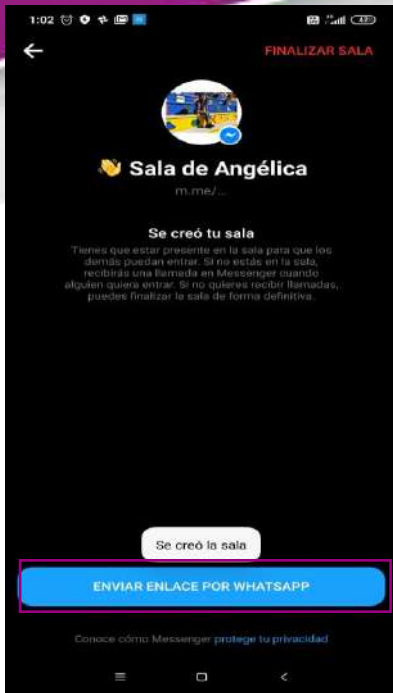 1:02
47
FINALIZAR SALA
👋 Sala de Angélica
m.me/...
Se creó tu sala
Tienes que estar presente en la sala para que los
demás puedan entrar. Si no estás en la sala,
recibirás una llamada en Messenger cuando
alguien quiera entrar. Si no quieres recibir llamadas,
puedes finalizar la sala de forma definitiva.
Se creó la sala
ENVIAR ENLACE POR WHATSAPP
Conoce cómo Messenger protege tu privacidad